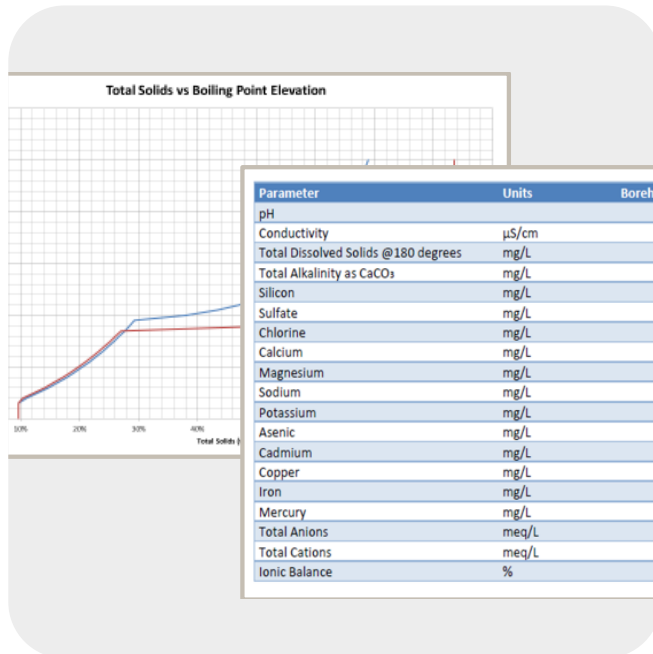 Total Solids vs Boiling Point Elevation
10% 20% 30% 40%
Total Solids
Parameter Units Boreh
pH
Conductivity µS/cm
Total Dissolved Solids @180 degrees mg/L
Total Alkalinity as CaCO₃ mg/L
Silicon mg/L
Sulfate mg/L
Chlorine mg/L
Calcium mg/L
Magnesium mg/L
Sodium mg/L
Potassium mg/L
Asenic mg/L
Cadmium mg/L
Copper mg/L
Iron mg/L
Mercury mg/L
Total Anions meq/L
Total Cations meq/L
Ionic Balance %